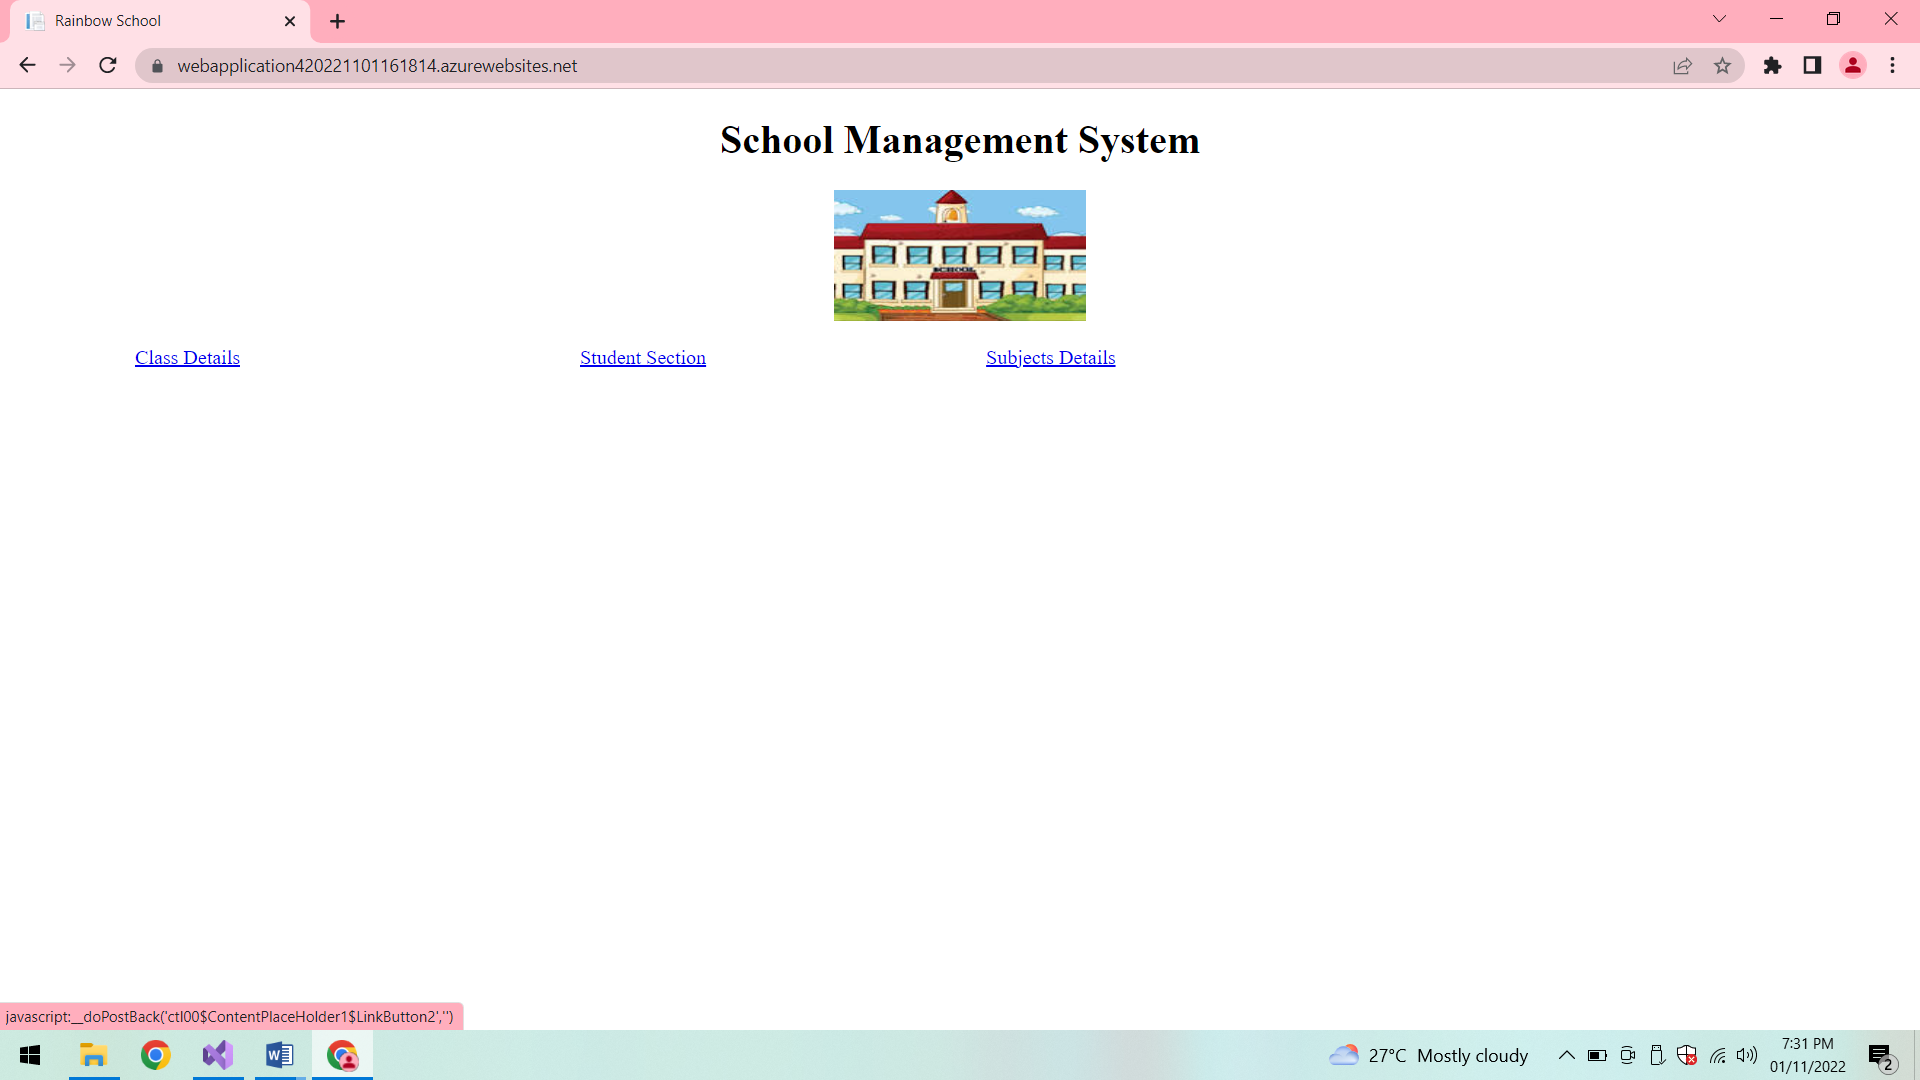 Rainbow School
webapplication420221101161814.azurewebsites.net
School Management System
SCHOOL
Class Details Student Section Subjects Details
javascript:__doPostBack('ctl00$ContentPlaceHolder1$LinkButton2','')
27°C Mostly cloudy
7:31 PM
01/11/2022
2